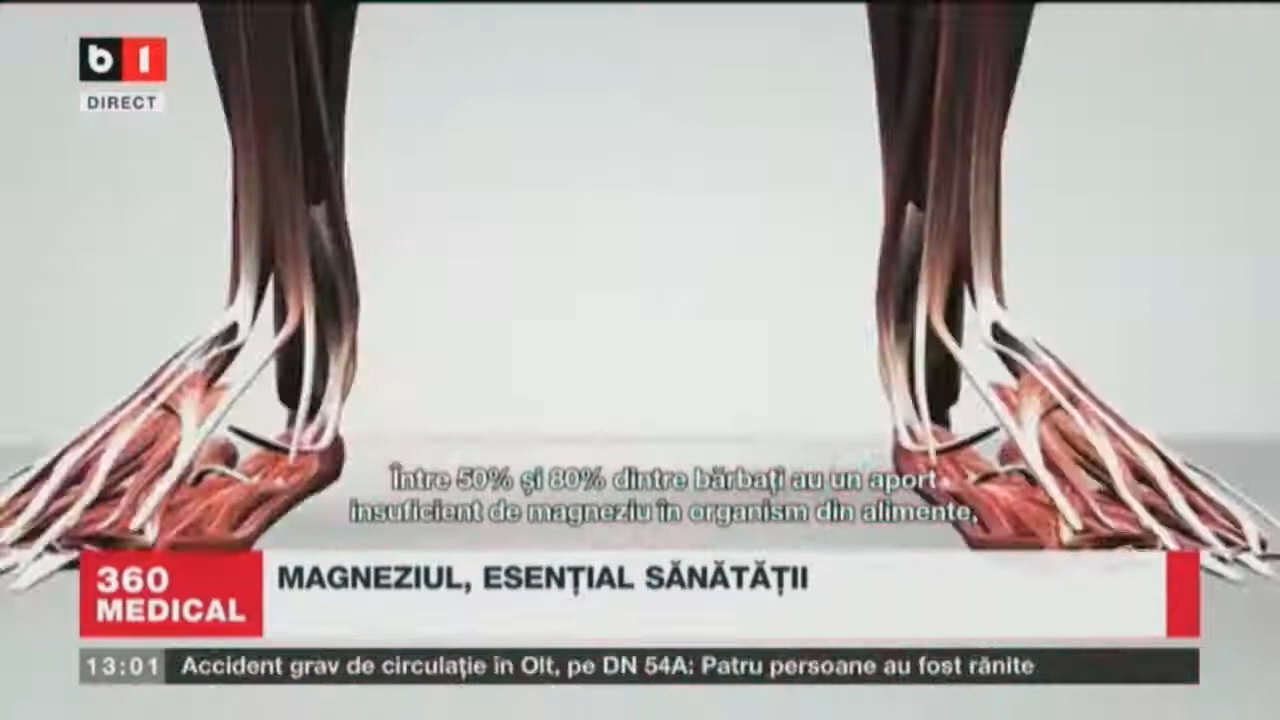 b1
DIRECT
Între 50% și 80% dintre bărbați au un aport
insuficient de magneziu în organism din alimente,
360
MEDICAL
MAGNEZIUL, ESENȚIAL SĂNĂTĂȚII
13:01 Accident grav de circulație în Olt, pe DN 54A: Patru persoane au fost rănite